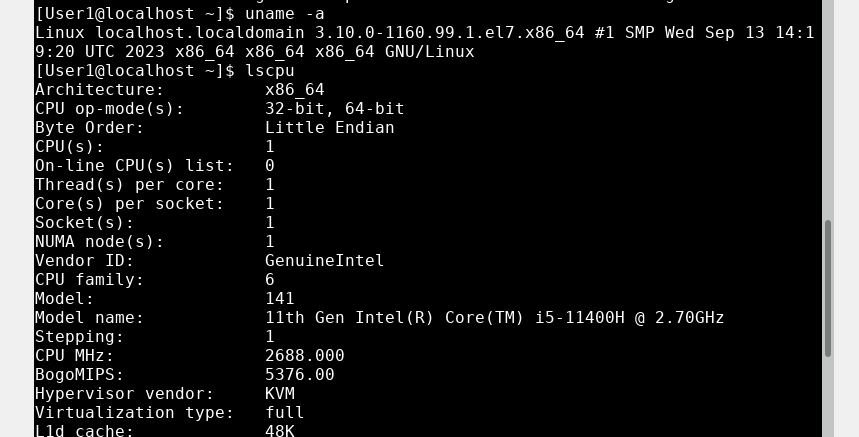 [User1@localhost ~]$ uname -a
Linux localhost.localdomain 3.10.0-1160.99.1.el7.x86_64 #1 SMP Wed Sep 13 14:1
9:20 UTC 2023 x86_64 x86_64 x86_64 GNU/Linux
[User1@localhost ~]$ lscpu
Architecture:          x86_64
CPU op-mode(s):        32-bit, 64-bit
Byte Order:            Little Endian
CPU(s):                1
On-line CPU(s) list:   0
Thread(s) per core:    1
Core(s) per socket:    1
Socket(s):             1
NUMA node(s):          1
Vendor ID:             GenuineIntel
CPU family:            6
Model:                 141
Model name:            11th Gen Intel(R) Core(TM) i5-11400H @ 2.70GHz
Stepping:              1
CPU MHz:               2688.000
BogoMIPS:              5376.00
Hypervisor vendor:     KVM
Virtualization type:   full
L1d cache:             48K